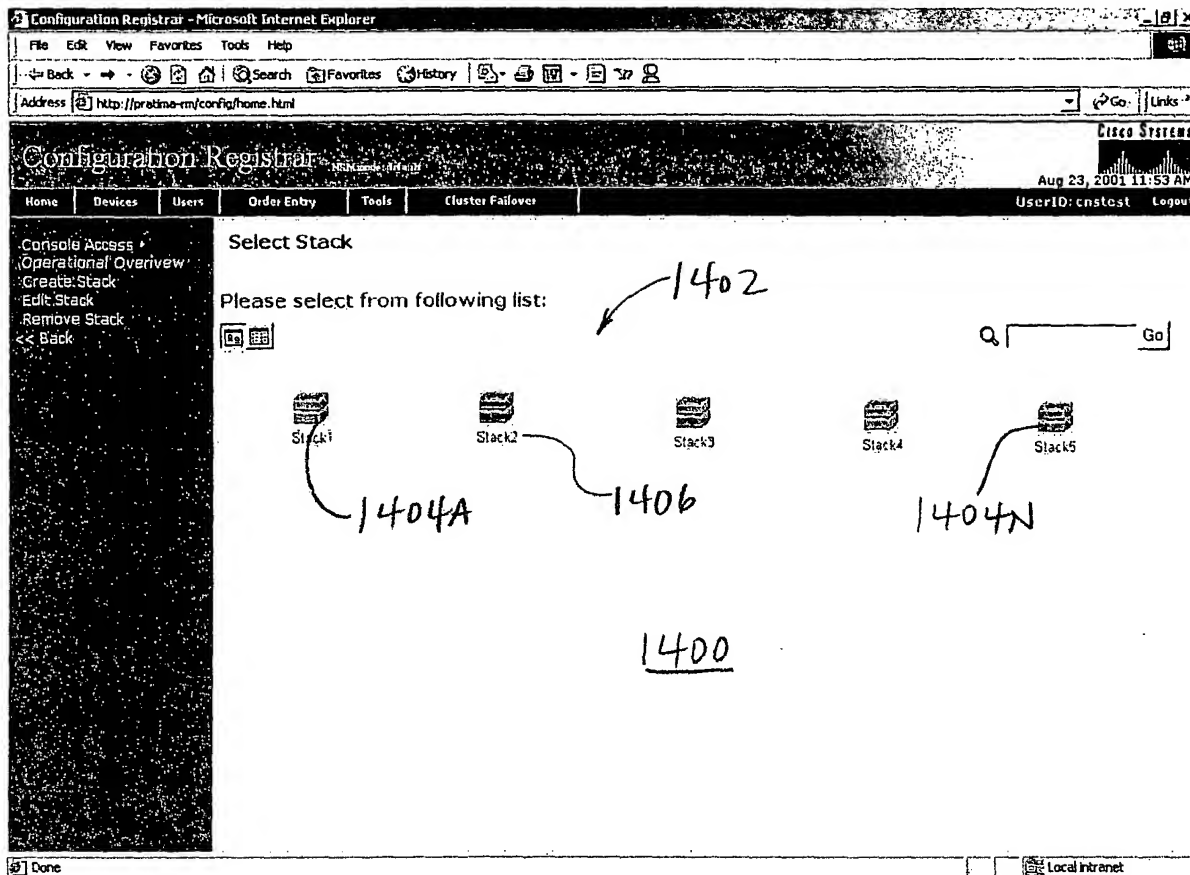 Configuration Registrar - Microsoft Internet Explorer
File Edit View Favorites Tools Help
Back Search Favorites History
Address http://pratima-rm/config/home.html Go Links
Configuration Registrar
CISCO SYSTEMS
Aug 23, 2001 11:53 AM
Home Devices Users Order Entry Tools Cluster Failover UserID: cnstest Logout
Console Access
Operational Overivew
Create Stack
Edit Stack
Remove Stack
<< Back
Select Stack
Please select from following list:
1402
Go
Stack1 Stack2 Stack3 Stack4 Stack5
1404A 1406 1404N
1400
Done Local intranet